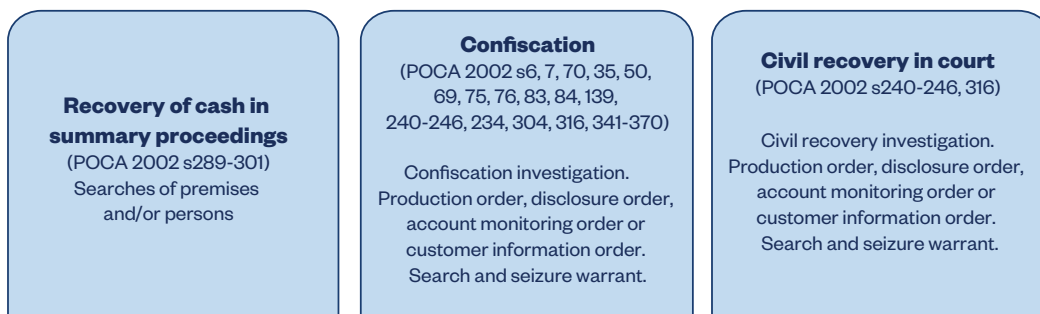 Recovery of cash in
summary proceedings
(POCA 2002 s289-301)
Searches of premises
and/or persons
Confiscation
(POCA 2002 s6, 7, 70, 35, 50,
69, 75, 76, 83, 84, 139,
240-246, 234, 304, 316, 341-370)
Confiscation investigation.
Production order, disclosure order,
account monitoring order or
customer information order.
Search and seizure warrant.
Civil recovery in court
(POCA 2002 s240-246, 316)
Civil recovery investigation.
Production order, disclosure order,
account monitoring order or
customer information order.
Search and seizure warrant.